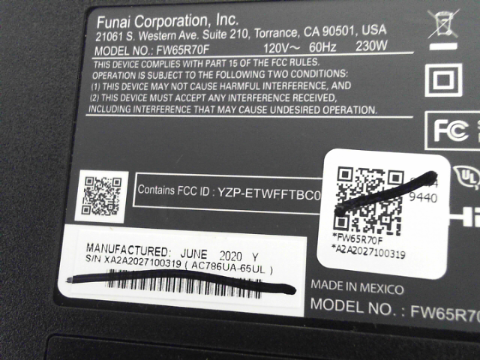 Funai Corporation, Inc.
21061 S. Western Ave. Suite 210, Torrance, CA 90501, USA
MODEL NO.: FW65R70F 120V~ 60Hz 230W
THIS DEVICE COMPLIES WITH PART 15 OF THE FCC RULES.
OPERATION IS SUBJECT TO THE FOLLOWING TWO CONDITIONS:
(1) THIS DEVICE MAY NOT CAUSE HARMFUL INTERFERENCE, AND
(2) THIS DEVICE MUST ACCEPT ANY INTERFERENCE RECEIVED,
INCLUDING INTERFERENCE THAT MAY CAUSE UNDESIRED OPERATION.
FC
UL
Contains FCC ID : YZP-ETWFFTBC0
9440
*FW65R70F
*A2A2027100319
MANUFACTURED: JUNE 2020 Y
S/N XA2A2027100319 ( AC786UA-65UL )
MADE IN MEXICO
MODEL NO.: FW65R70